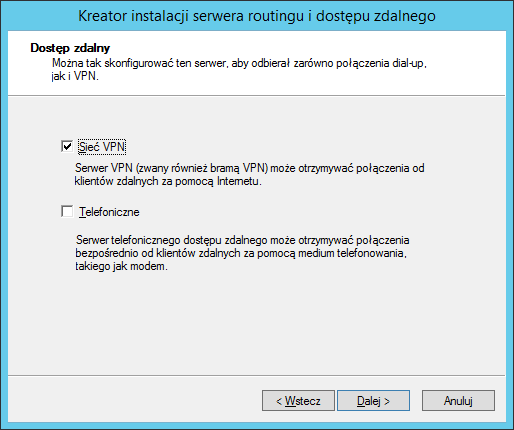 Kreator instalacji serwera routingu i dostępu zdalnego
Dostęp zdalny
Można tak skonfigurować ten serwer, aby odbierał zarówno połączenia dial-up,
jak i VPN.
Sieć VPN
Serwer VPN (zwany również bramą VPN) może otrzymywać połączenia od
klientów zdalnych za pomocą Internetu.
Telefoniczne
Serwer telefonicznego dostępu zdalnego może otrzymywać połączenia
bezpośrednio od klientów zdalnych za pomocą medium telefonowania,
takiego jak modem.
< Wstecz
Dalej >
Anuluj